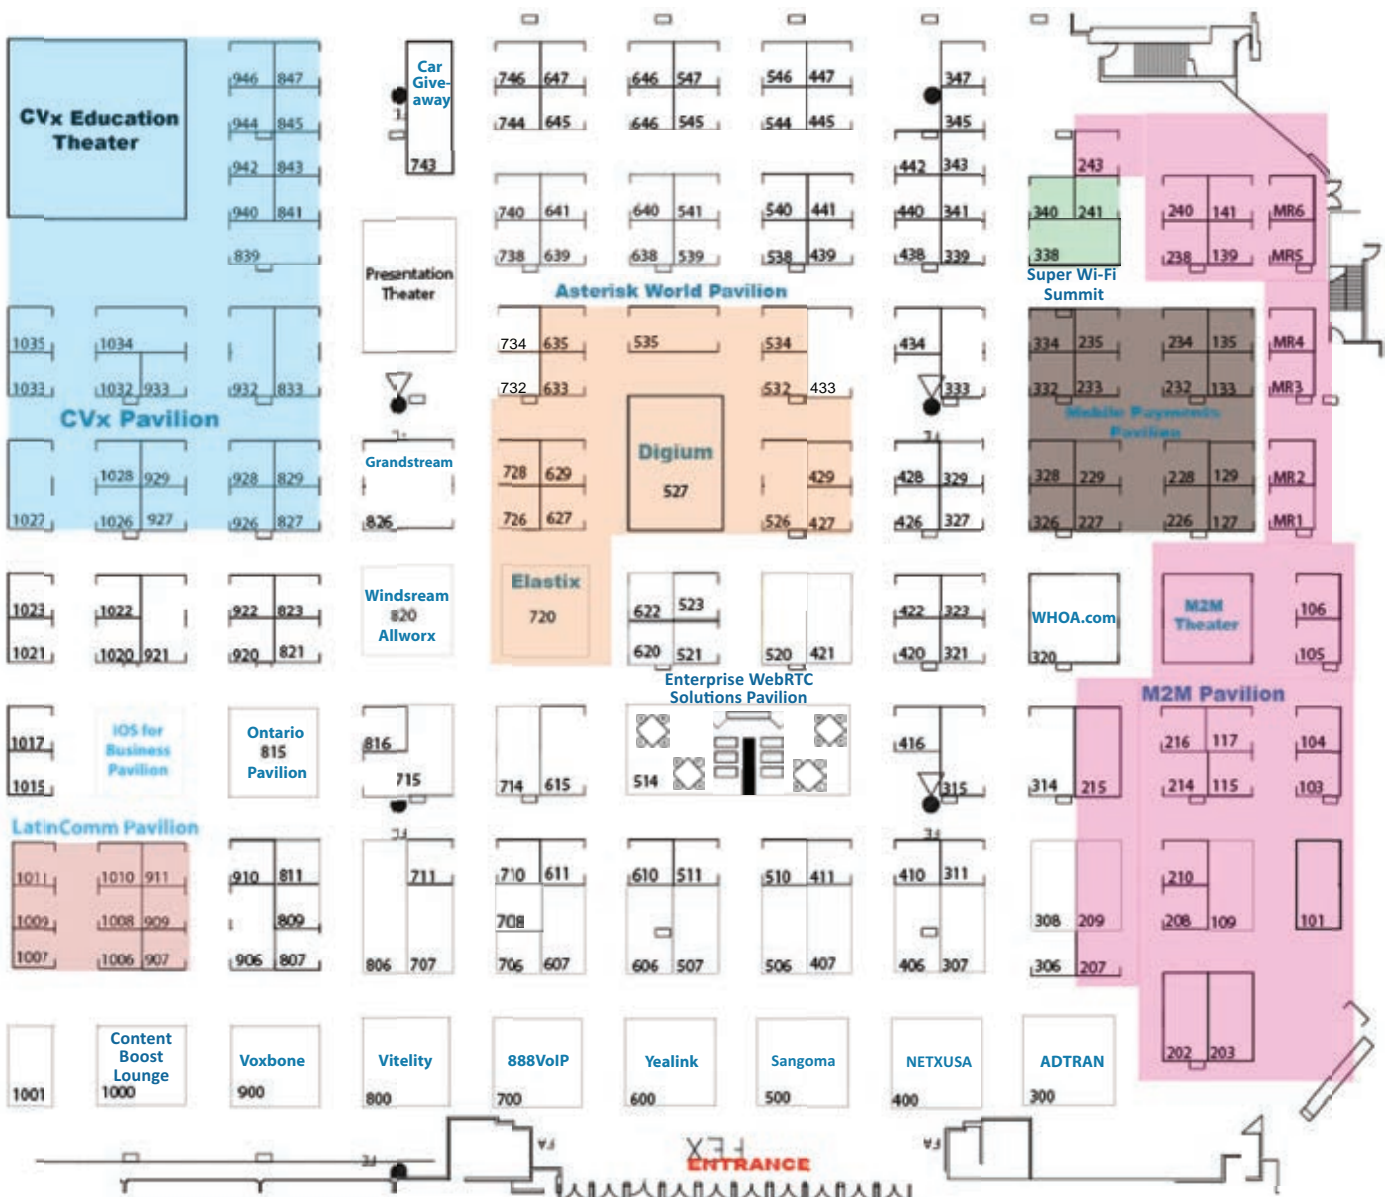 946 847
944 845
942 843
940 841
839
CVx Education
Theater
Car
Give-
away
743
746 647
744 645
646 547
646 545
546 447
544 445
347
345
442 343
440 341
438 339
740 641
738 639
640 541
638 539
540 441
538 439
243
340 241
338
Super Wi-Fi
Summit
240 141
238 139
MR6
MR5
Presentation
Theater
Asterisk World Pavilion
1035
1033
1034
1032 933
932 833
734 635
732 633
535
534
532 433
434
333
334 235
332 233
234 135
232 133
MR4
MR3
CVx Pavilion
Mobile Payments
Pavilion
1027
1028 929
1026 927
928 829
926 827
Grandstream
826
728 629
726 627
Digium
527
429
526 427
428 329
426 327
328 229
326 227
228 129
226 127
MR2
MR1
1023
1021
1022
1020 921
922 823
920 821
Windsream
820
Allworx
Elastix
720
622 523
620 521
520 421
422 323
420 321
WHOA.com
320
M2M
Theater
106
105
Enterprise WebRTC
Solutions Pavilion
M2M Pavilion
1017
1015
iOS for
Business
Pavilion
Ontario
815
Pavilion
816
715
714 615
514
416
315
314 215
216 117
214 115
104
103
LatinComm Pavilion
1011
1009
1007
1010 911
1008 909
1006 907
910 811
809
906 807
711
806 707
710 611
708
706 607
610 511
606 507
510 411
506 407
410 311
406 307
308 209
306 207
210
208 109
101
202 203
1001
Content
Boost
Lounge
1000
Voxbone
900
Vitelity
800
888VoIP
700
Yealink
600
Sangoma
500
NETXUSA
400
ADTRAN
300
FA
FA
ENTRANCE